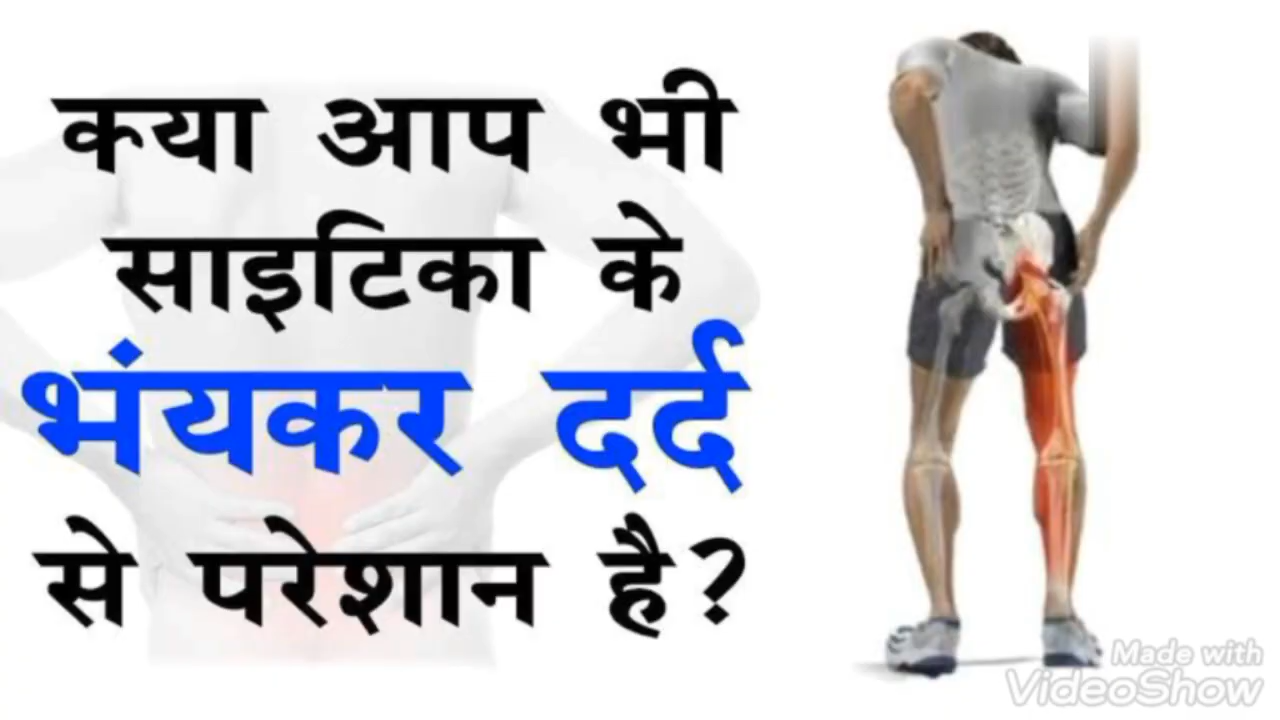 क्या आप भी
साइटिका के
भंयकर दर्द
से परेशान है?
Made with
VideoShow